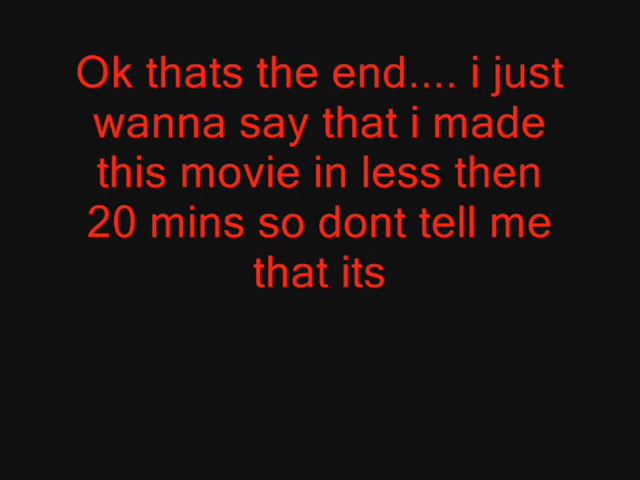 Ok thats the end.... i just
wanna say that i made
this movie in less then
20 mins so dont tell me
that its